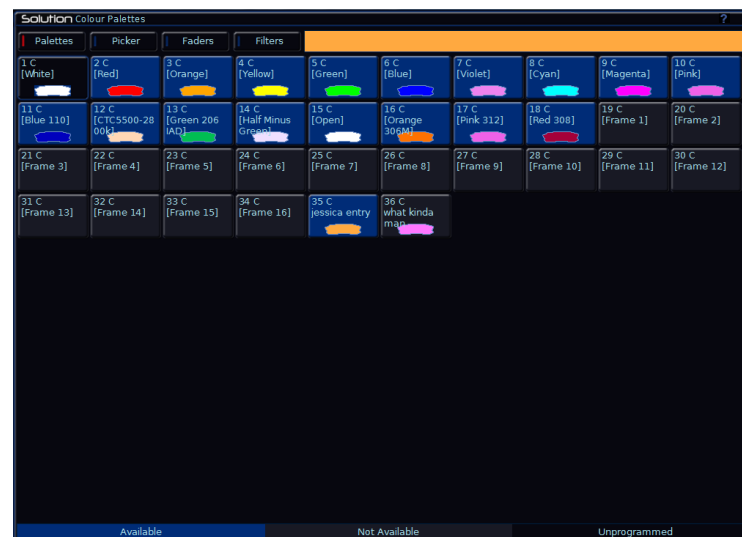 Solution Colour Palettes ?
Palettes Picker Faders Filters
1 C 2 C 3 C 4 C 5 C 6 C 7 C 8 C 9 C 10 C
[White] [Red] [Orange] [Yellow] [Green] [Blue] [Violet] [Cyan] [Magenta] [Pink]
11 C 12 C 13 C 14 C 15 C 16 C 17 C 18 C 19 C 20 C
[Blue 110] [CTC5500-28 [Green 206 [Half Minus [Open] [Orange [Pink 312] [Red 308] [Frame 1] [Frame 2]
00k] IAD] Green] 306M]
21 C 22 C 23 C 24 C 25 C 26 C 27 C 28 C 29 C 30 C
[Frame 3] [Frame 4] [Frame 5] [Frame 6] [Frame 7] [Frame 8] [Frame 9] [Frame 10] [Frame 11] [Frame 12]
31 C 32 C 33 C 34 C 35 C 36 C
[Frame 13] [Frame 14] [Frame 15] [Frame 16] jessica entry what kinda
man
Available Not Available Unprogrammed